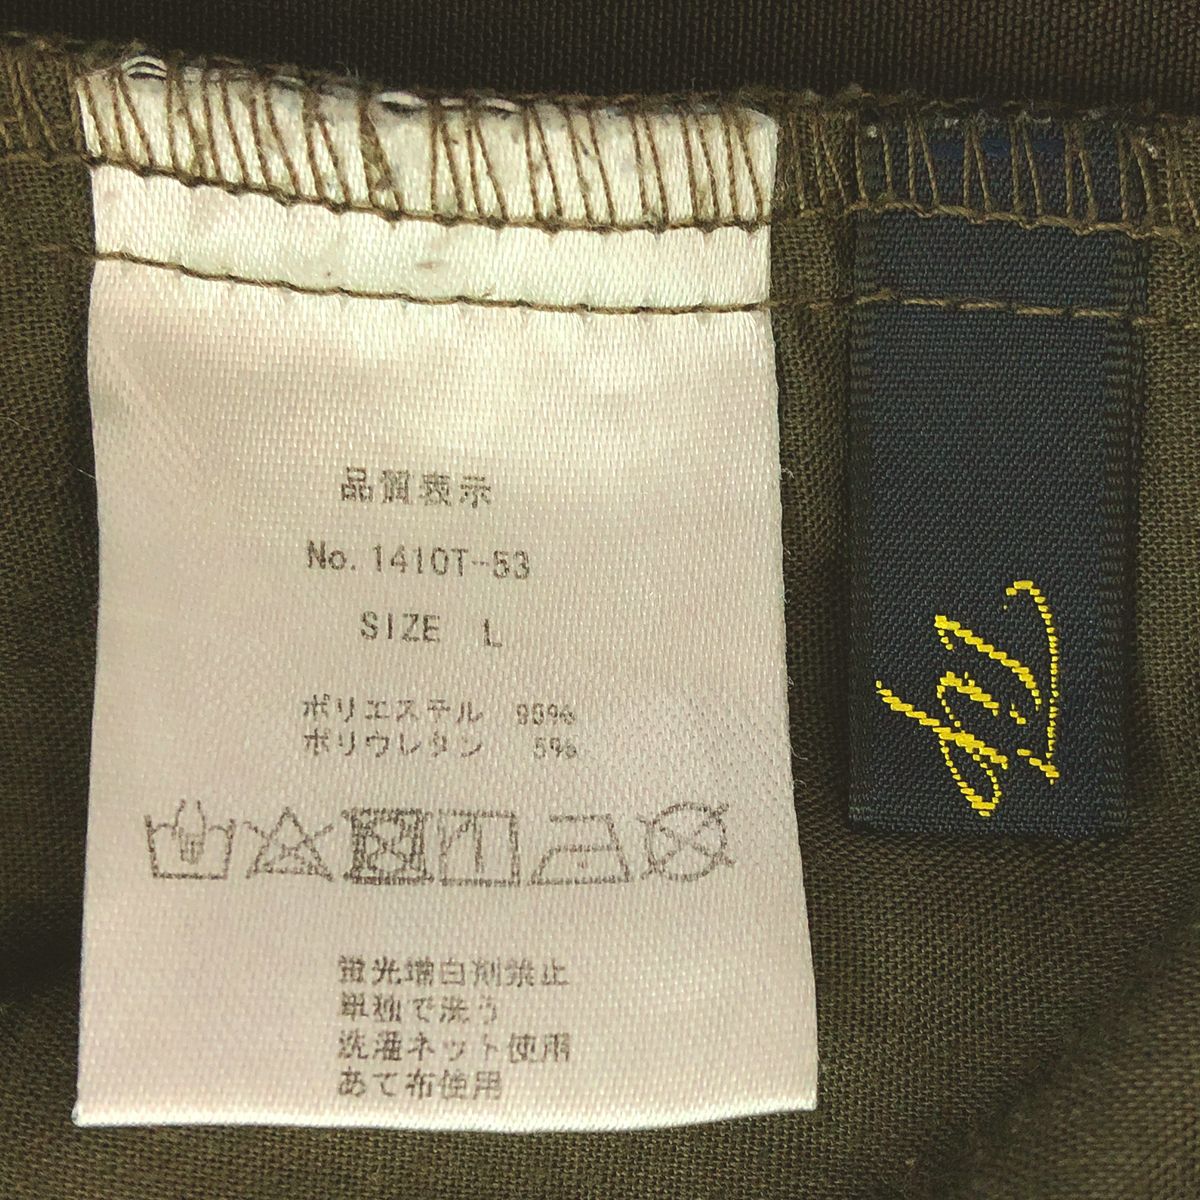 品質表示
No. 1410T-53
SIZE L
ポリエステル 95%
ポリウレタン 5%
蛍光増白剤禁止
単独で洗う
洗濯ネット使用
あて布使用